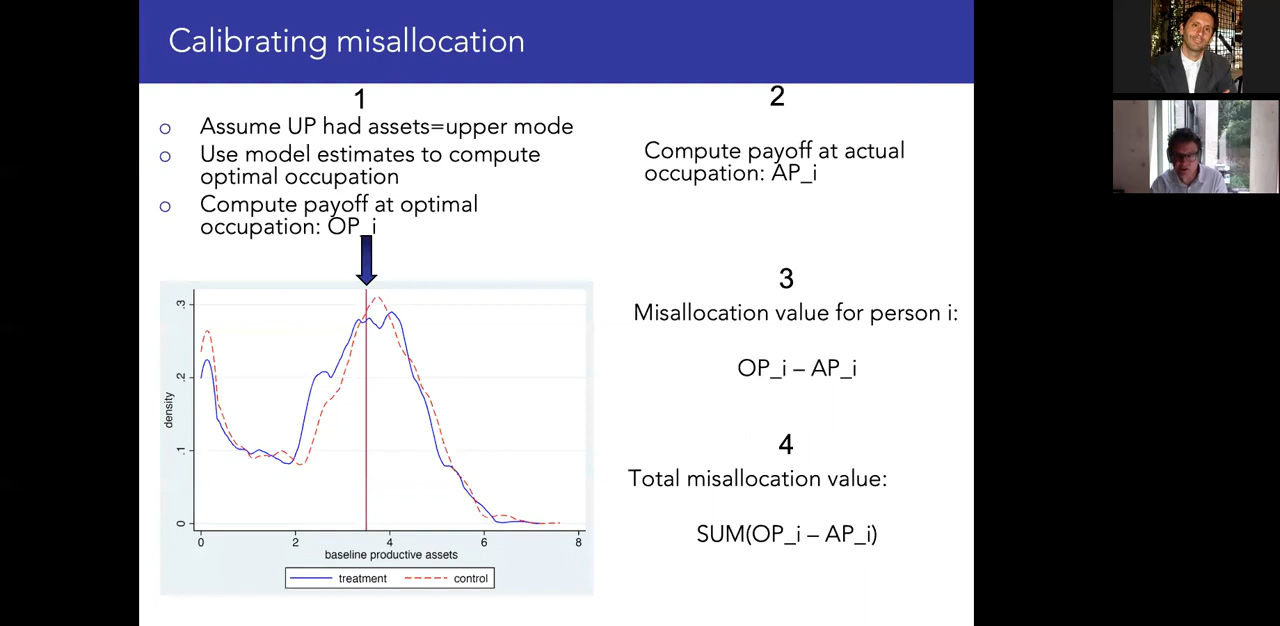 Calibrating misallocation
1
o Assume UP had assets=upper mode
o Use model estimates to compute
optimal occupation
o Compute payoff at optimal
occupation: OP_i
2
Compute payoff at actual
occupation: AP_i
3
Misallocation value for person i:
OP_i – AP_i
4
Total misallocation value:
SUM(OP_i – AP_i)
density
.3
.2
.1
0
0 2 4 6 8
baseline productive assets
treatment control